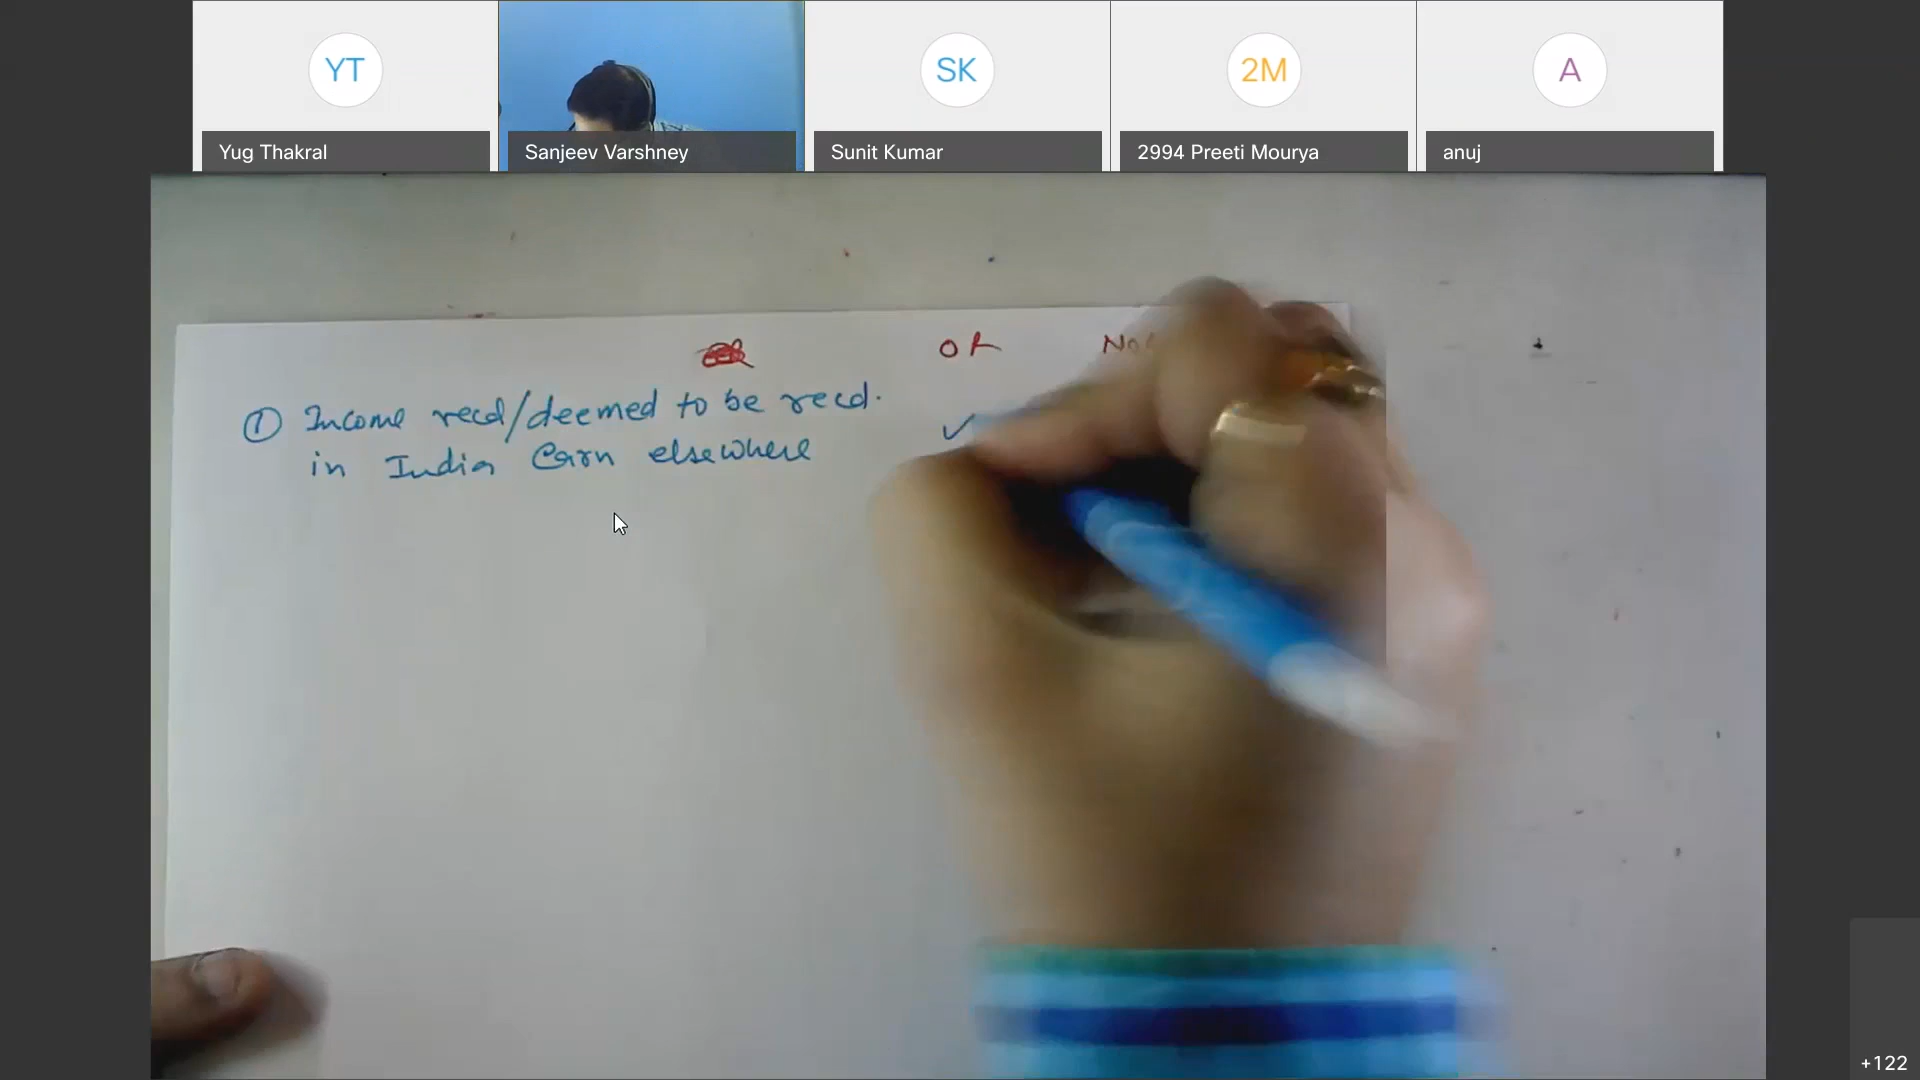 YT
SK
2M
A
Yug Thakral
Sanjeev Varshney
Sunit Kumar
2994 Preeti Mourya
anuj
OR
① Income recd/deemed to be recd.
in India Earn elsewhere
+122